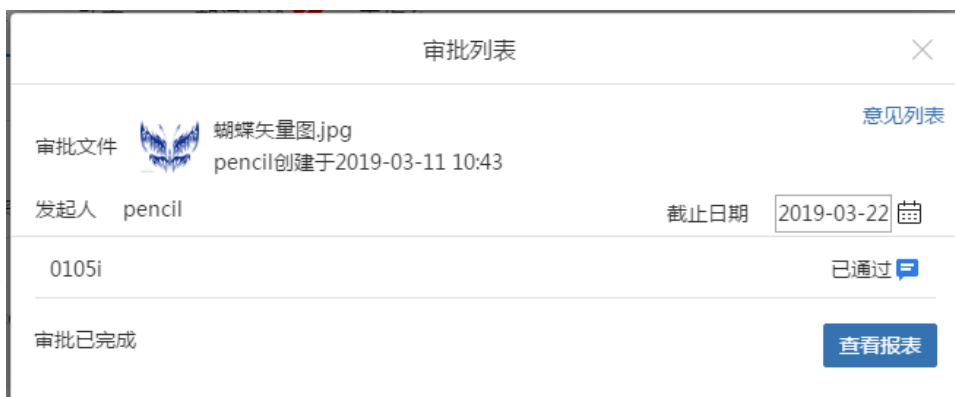 审批列表
意见列表
审批文件
蝴蝶矢量图.jpg
pencil创建于2019-03-11 10:43
发起人 pencil
截止日期 2019-03-22
0105i 已通过
审批已完成 查看报表